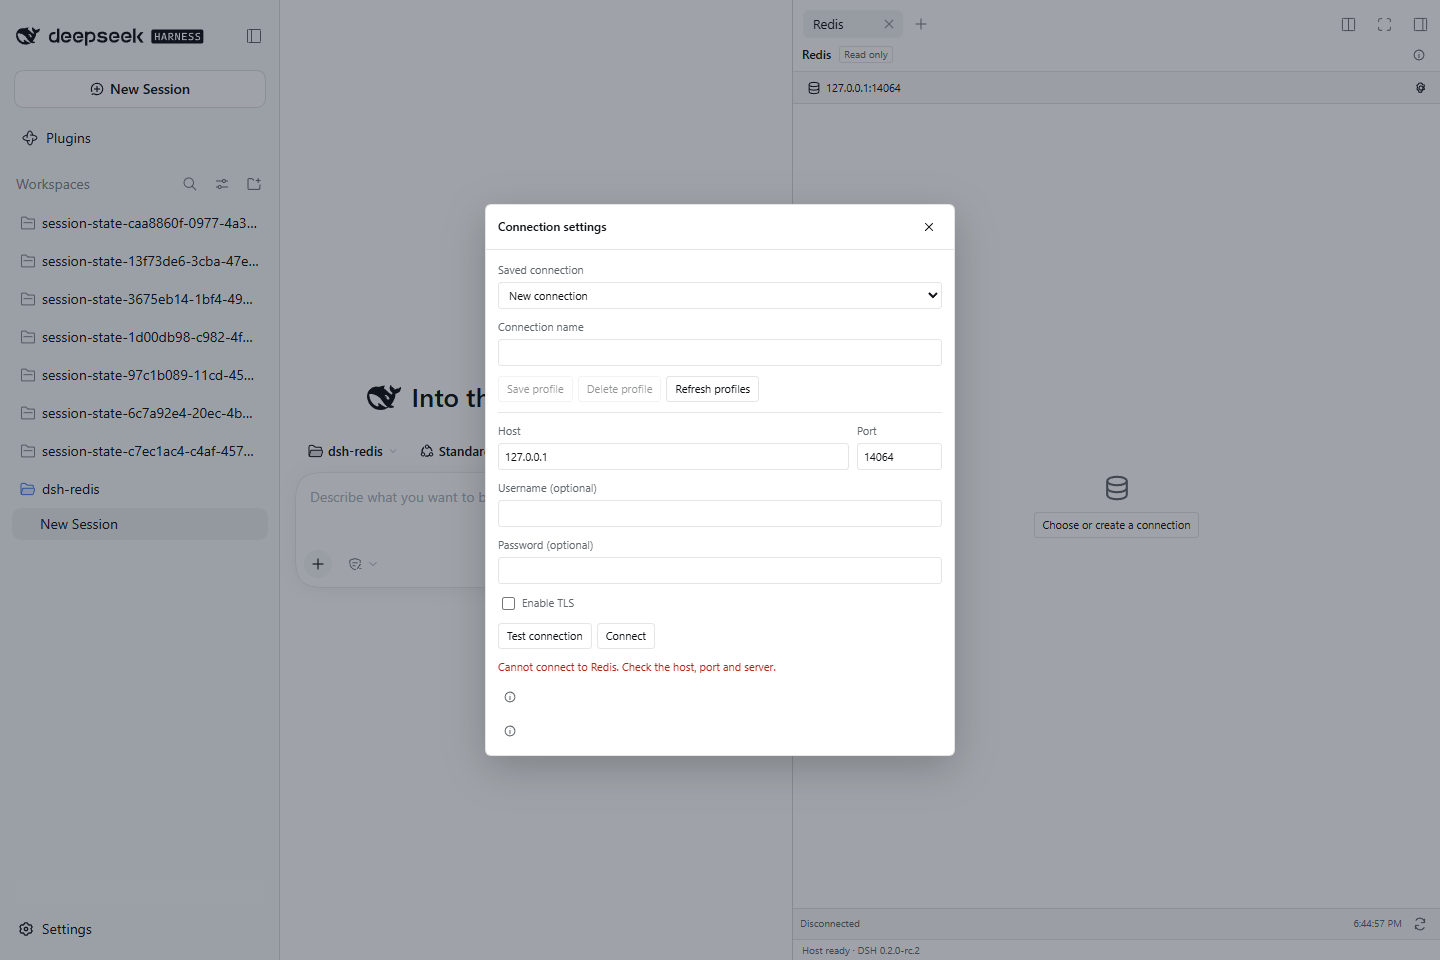 deepseek HARNESS
New Session
Plugins
Workspaces
session-state-caa8860f-0977-4a3...
session-state-13f73de6-3cba-47e...
session-state-3675eb14-1bf4-49...
session-state-1d00db98-c982-4f...
session-state-97c1b089-11cd-45...
session-state-6c7a92e4-20ec-4b...
session-state-c7ec1ac4-c4af-457...
dsh-redis
New Session
Settings
Into th
dsh-redis
Standar
Describe what you want to b
Connection settings
Saved connection
New connection
Connection name
Save profile Delete profile Refresh profiles
Host Port
127.0.0.1 14064
Username (optional)
Password (optional)
Enable TLS
Test connection Connect
Cannot connect to Redis. Check the host, port and server.
Redis
Redis Read only
127.0.0.1:14064
Choose or create a connection
Disconnected 6:44:57 PM
Host ready · DSH 0.2.0-rc.2